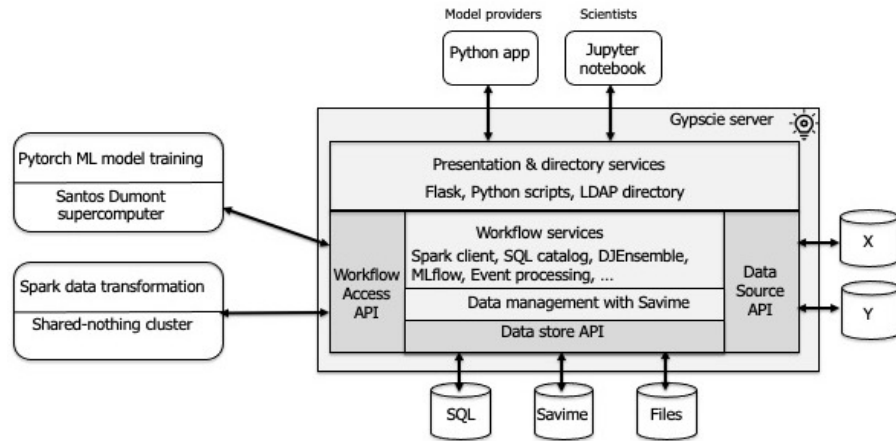 Model providers
Scientists
Python app
Jupyter
notebook
Gypscie server
Pytorch ML model training
Santos Dumont
supercomputer
Presentation & directory services
Flask, Python scripts, LDAP directory
Workflow services
Spark client, SQL catalog, DJEnsemble,
MLflow, Event processing, ...
Workflow
Access
API
Data
Source
API
X
Spark data transformation
Shared-nothing cluster
Data management with Savime
Data store API
Y
SQL
Savime
Files